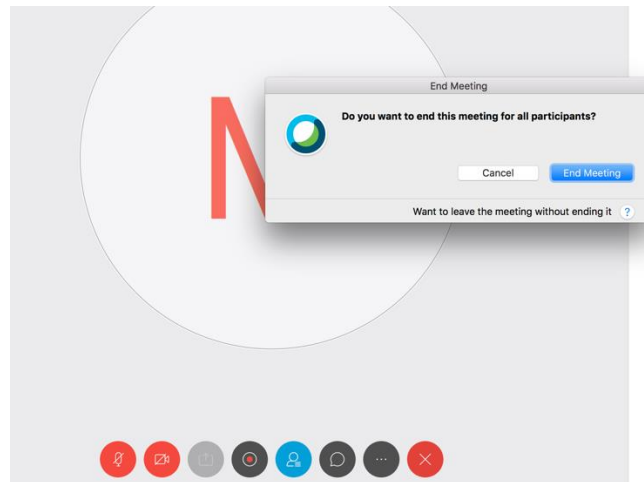 End Meeting
Do you want to end this meeting for all participants?
Cancel
End Meeting
Want to leave the meeting without ending it
?
M